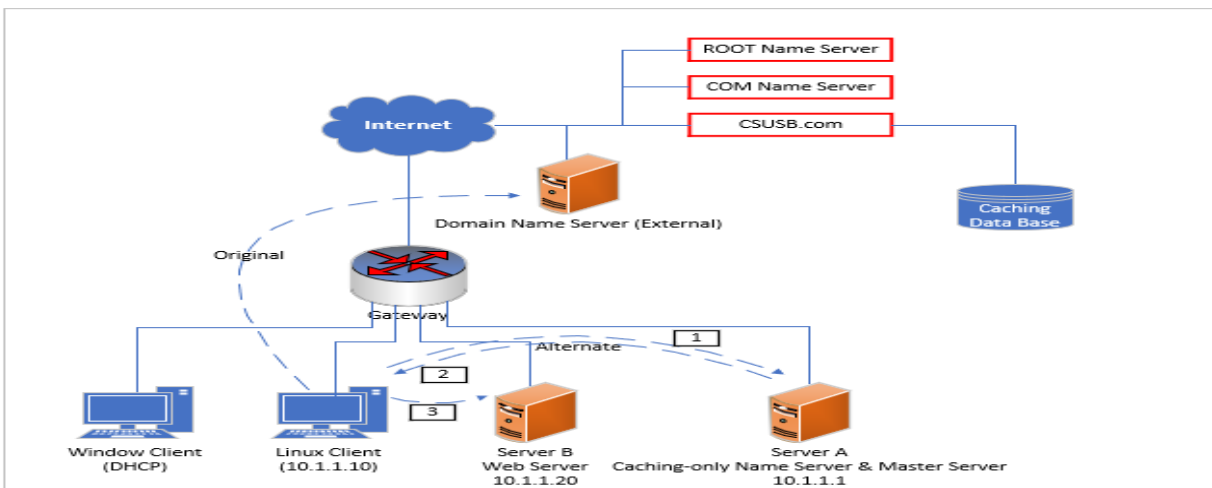 ROOT Name Server
COM Name Server
Internet
CSUSB.com
Caching
Data Base
Domain Name Server (External)
Original
Gateway
1
Alternate
2
3
Window Client
(DHCP)
Linux Client
(10.1.1.10)
Server B
Web Server
10.1.1.20
Server A
Caching-only Name Server & Master Server
10.1.1.1